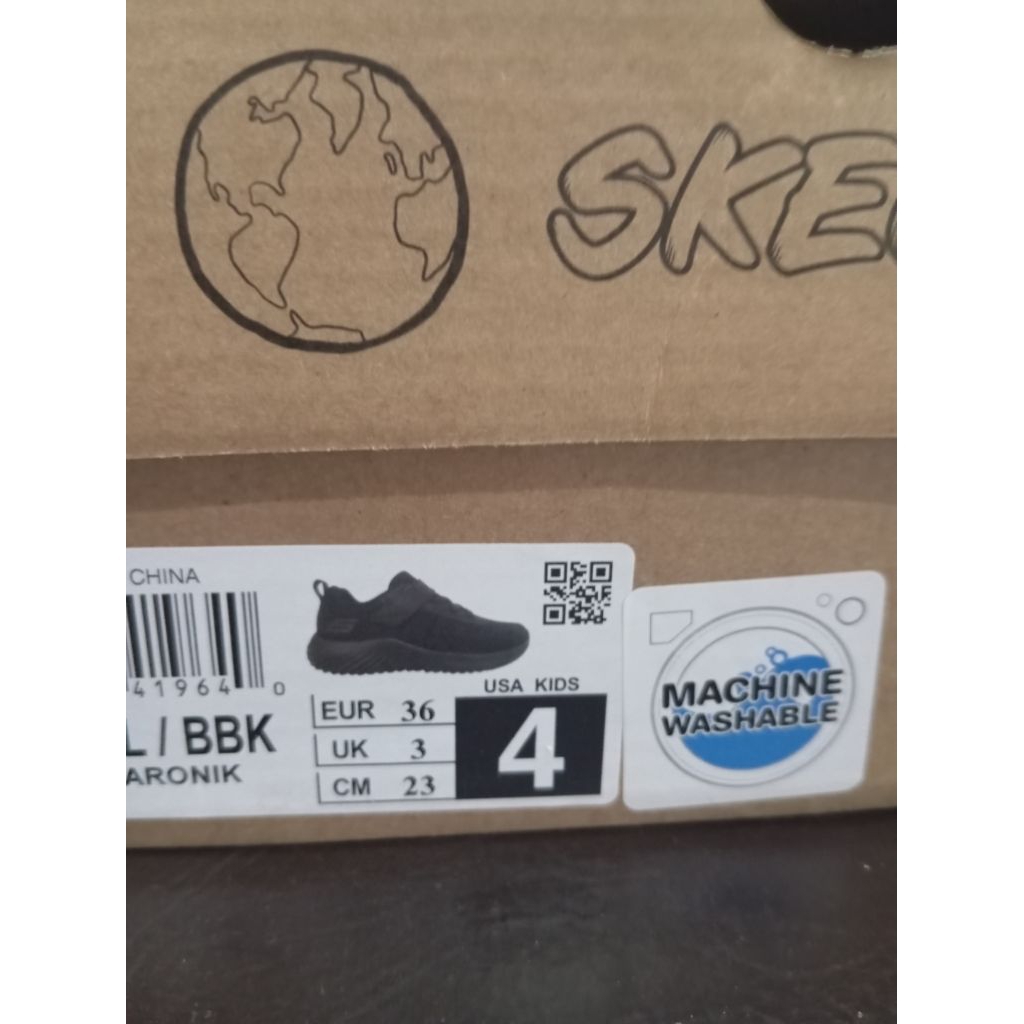 SKE
CHINA
41964 0
L / BBK
ARONIK
USA KIDS
EUR 36
UK 3
CM 23
4
MACHINE
WASHABLE